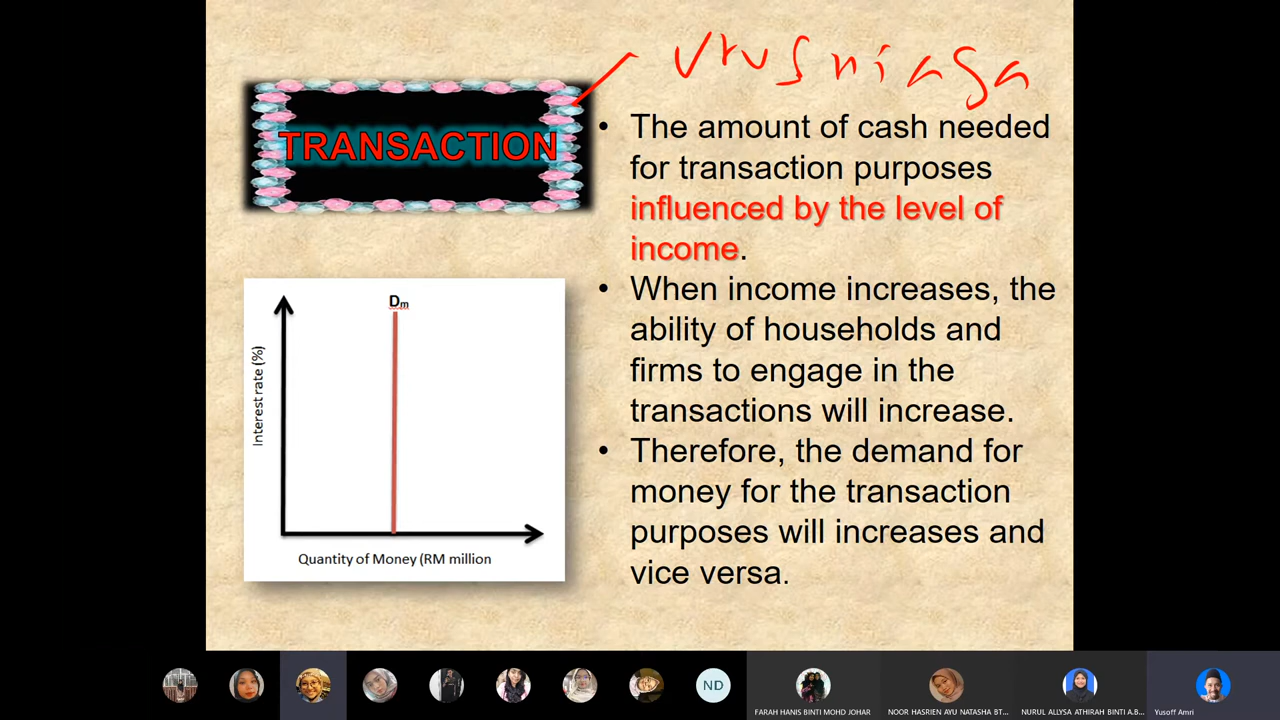 urusniaga
TRANSACTION
• The amount of cash needed
for transaction purposes
influenced by the level of
income.
• When income increases, the
ability of households and
firms to engage in the
transactions will increase.
• Therefore, the demand for
money for the transaction
purposes will increases and
vice versa.
Dm
Interest rate (%)
Quantity of Money (RM million
ND
FARAH HANIS BINTI MOHD JOHAR
NOOR HASRIEN AYU NATASHA BT...
NURUL ALLYSA ATHIRAH BINTI A.B...
Yusoff Amri